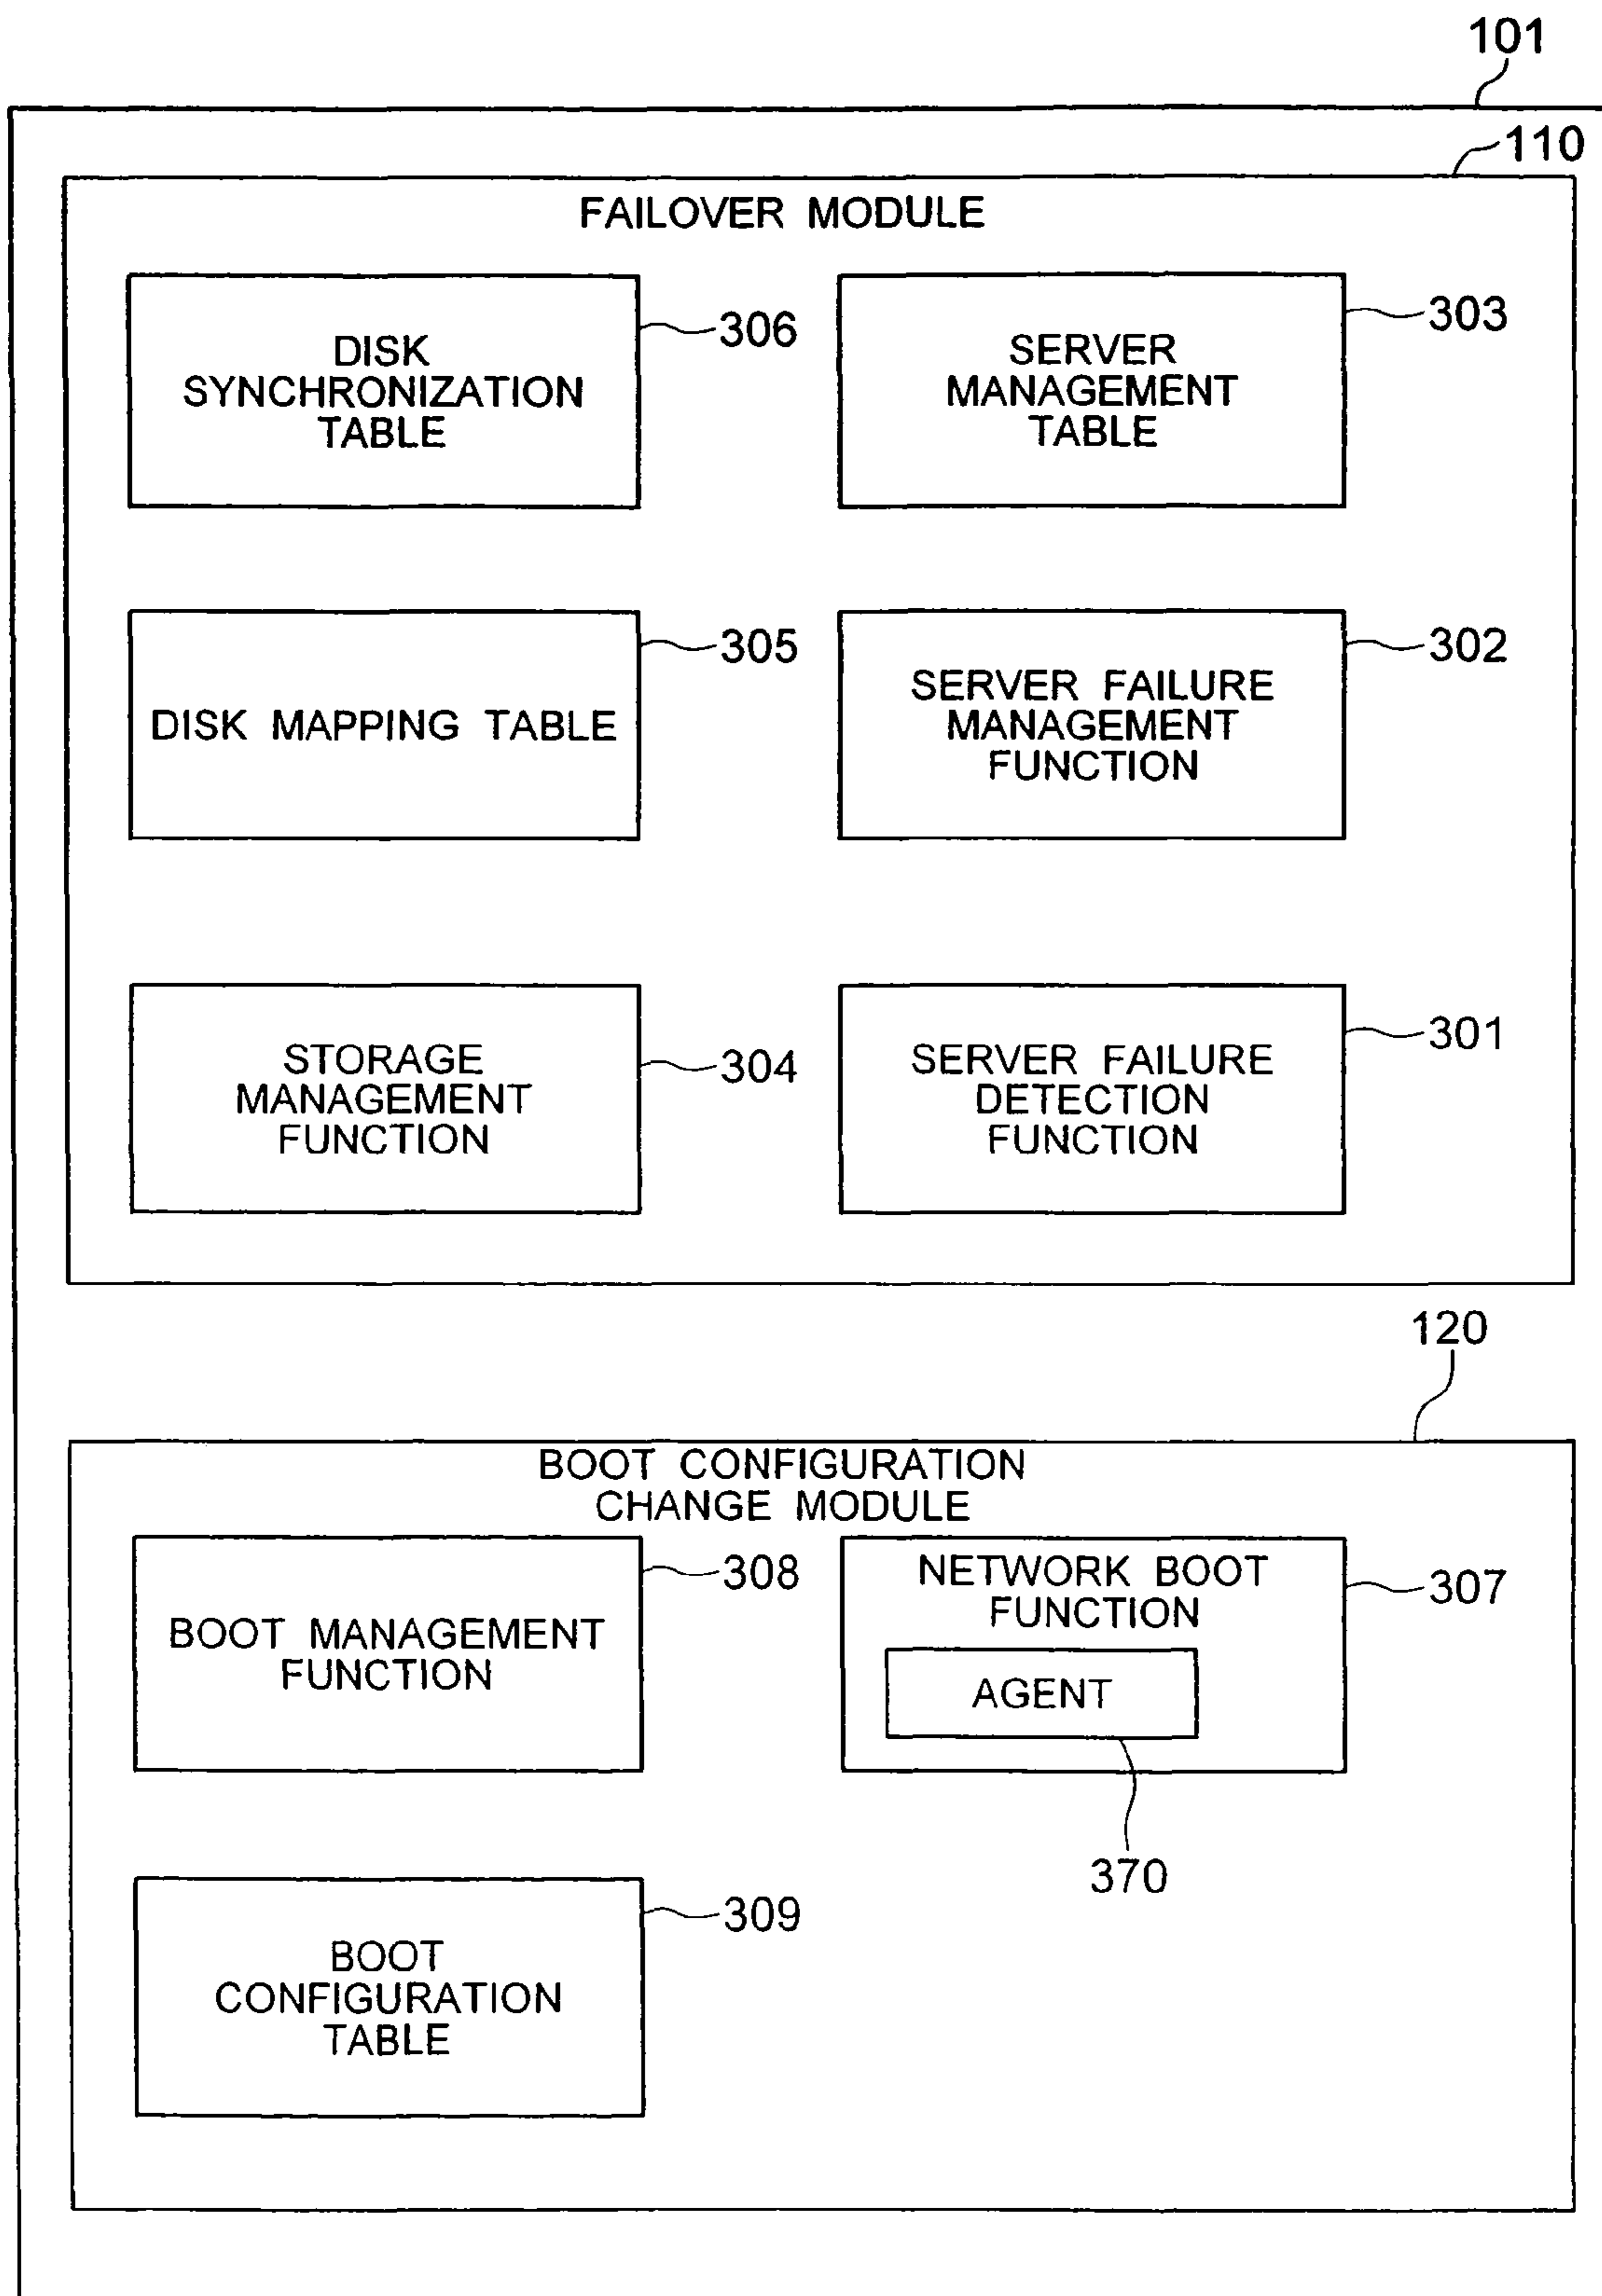 101
110
FAILOVER MODULE
DISK
SYNCHRONIZATION
TABLE
306
SERVER
MANAGEMENT
TABLE
303
DISK MAPPING TABLE
305
SERVER FAILURE
MANAGEMENT
FUNCTION
302
STORAGE
MANAGEMENT
FUNCTION
304
SERVER FAILURE
DETECTION
FUNCTION
301
120
BOOT CONFIGURATION
CHANGE MODULE
BOOT MANAGEMENT
FUNCTION
308
NETWORK BOOT
FUNCTION
307
AGENT
370
BOOT
CONFIGURATION
TABLE
309